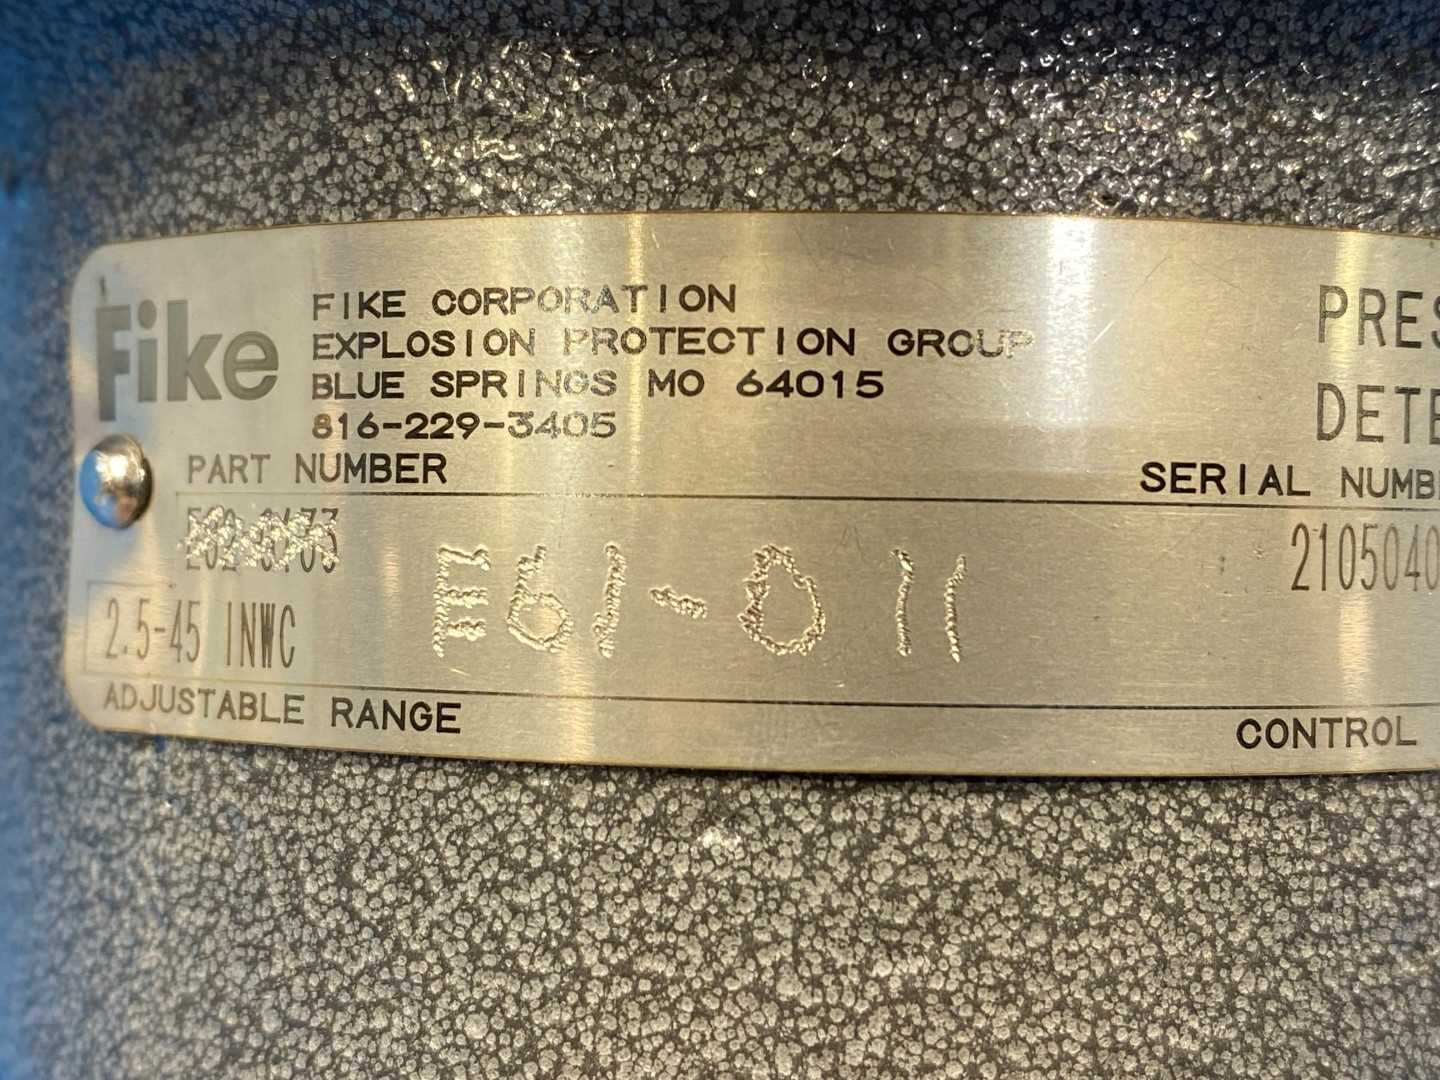 Fike
FIKE CORPORATION
EXPLOSION PROTECTION GROUP
BLUE SPRINGS MO 64015
816-229-3405
PRES
DETE
PART NUMBER
SERIAL NUMB
E61-011
2105040
2.5-45 INWC
ADJUSTABLE RANGE
CONTROL